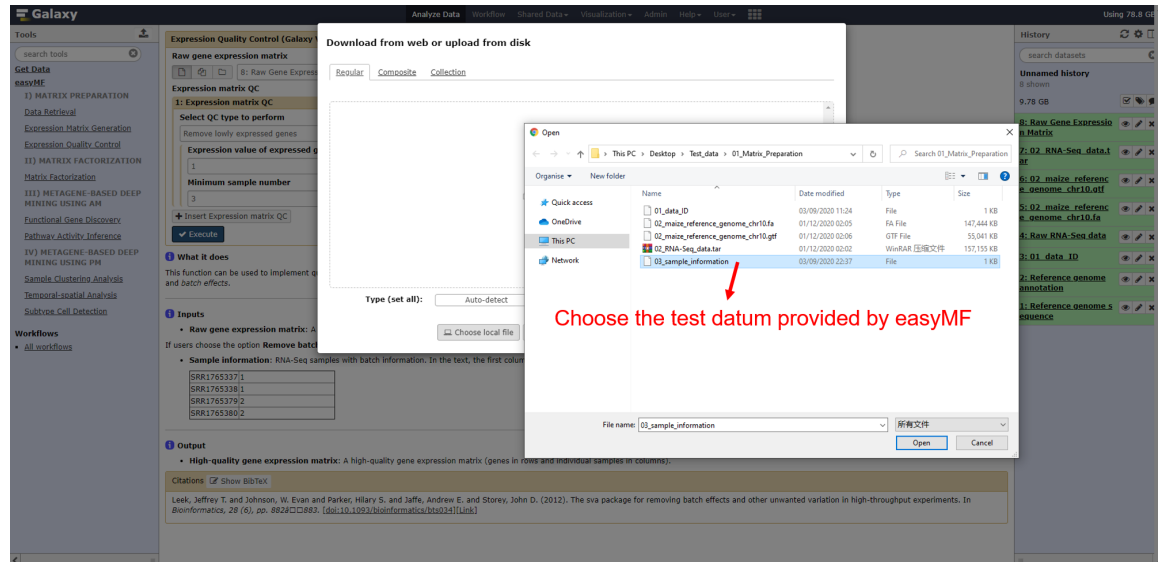 Galaxy
Analyze Data Workflow Shared Data Visualization Admin Help User
Using 78.8 GB
Tools
search tools
Get Data
easyMF
I) MATRIX PREPARATION
Data Retrieval
Expression Matrix Generation
Expression Quality Control
II) MATRIX FACTORIZATION
Matrix Factorization
III) METAGENE-BASED DEEP
MINING USING AM
Functional Gene Discovery
Pathway Activity Inference
IV) METAGENE-BASED DEEP
MINING USING PM
Sample Clustering Analysis
Temporal-spatial Analysis
Subtype Cell Detection
Workflows
All workflows
Expression Quality Control (Galaxy
Raw gene expression matrix
8: Raw Gene Express
Expression matrix QC
1: Expression matrix QC
Select QC type to perform
Remove lowly expressed genes
Expression value of expressed g
1
Minimum sample number
3
Insert Expression matrix QC
Execute
What it does
This function can be used to implement q
and batch effects.
Inputs
• Raw gene expression matrix: A
If users choose the option Remove batc
• Sample information: RNA-Seq samples with batch information. In the text, the first colum
SRR1765337 1
SRR1765338 1
SRR1765379 2
SRR1765380 2
Output
• High-quality gene expression matrix: A high-quality gene expression matrix (genes in rows and individual samples in columns).
Citations Show BibTeX
Leek, Jeffrey T. and Johnson, W. Evan and Parker, Hilary S. and Jaffe, Andrew E. and Storey, John D. (2012). The sva package for removing batch effects and other unwanted variation in high-throughput experiments. In
Bioinformatics, 28 (6), pp. 882â□□883. [doi:10.1093/bioinformatics/bts034][Link]
Download from web or upload from disk
Regular Composite Collection
Type (set all): Auto-detect
Choose local file
Open
This PC > Desktop > Test_data > 01_Matrix_Preparation
Search 01_Matrix_Preparation
Organise New folder
Quick access
OneDrive
This PC
Network
Name Date modified Type Size
01_data_ID 03/09/2020 11:24 File 1 KB
02_maize_reference_genome_chr10.fa 01/12/2020 02:05 FA File 147,444 KB
02_maize_reference_genome_chr10.gtf 01/12/2020 02:06 GTF File 55,041 KB
02_RNA-Seq_data.tar 01/12/2020 02:02 WinRAR 压缩文件 157,155 KB
03_sample_information 03/09/2020 22:37 File 1 KB
Choose the test datum provided by easyMF
File name: 03_sample_information
所有文件
Open Cancel
History
search datasets
Unnamed history
8 shown
9.78 GB
8: Raw Gene Expressio
n Matrix
7: 02_RNA-Seq_data.t
ar
6: 02_maize_referenc
e_genome_chr10.gtf
5: 02_maize_referenc
e_genome_chr10.fa
4: Raw RNA-Seq data
3: 01_data_ID
2: Reference genome
annotation
1: Reference genome s
equence